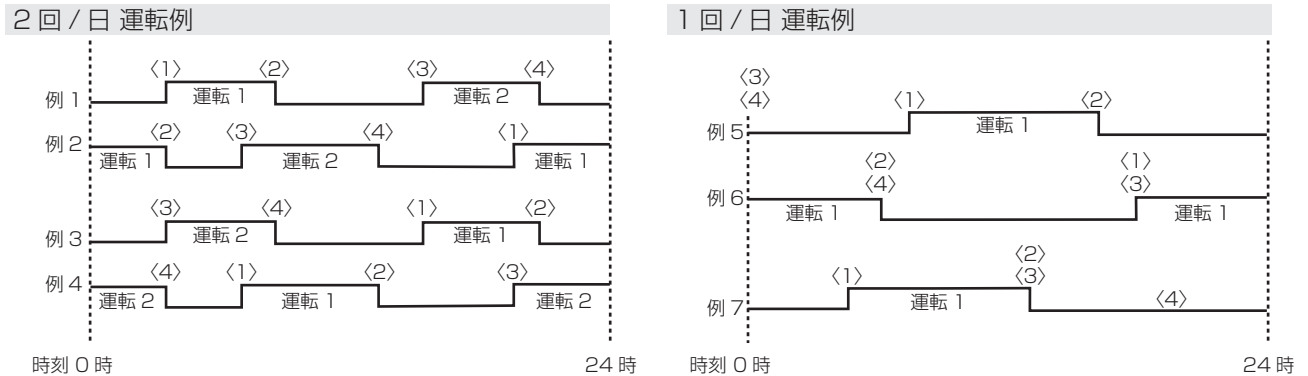 2 回 / 日 運転例
〈1〉 〈2〉 〈3〉 〈4〉
例 1 運転 1 運転 2
例 2 〈2〉 〈3〉 〈4〉 〈1〉
運転 1 運転 2 運転 1
〈3〉 〈4〉 〈1〉 〈2〉
例 3 運転 2 運転 1
例 4 〈4〉 〈1〉 〈2〉 〈3〉
運転 2 運転 1 運転 2
時刻 0 時 24 時
1 回 / 日 運転例
〈3〉
〈4〉 〈1〉 〈2〉
例 5 運転 1
〈2〉 〈1〉
〈4〉 〈3〉
例 6 運転 1 運転 1
〈2〉
〈1〉 〈3〉
例 7 運転 1 〈4〉
時刻 0 時 24 時